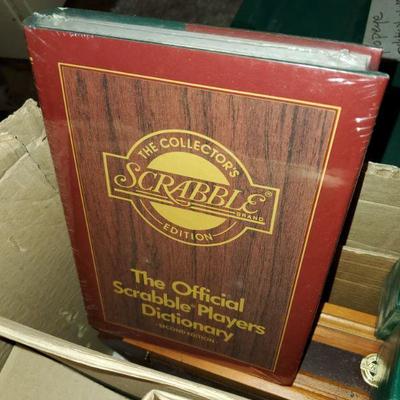 THE COLLECTOR'S
SCRABBLE®
BRAND
EDITION
The Official
Scrabble® Players
Dictionary
-SECOND EDITION-